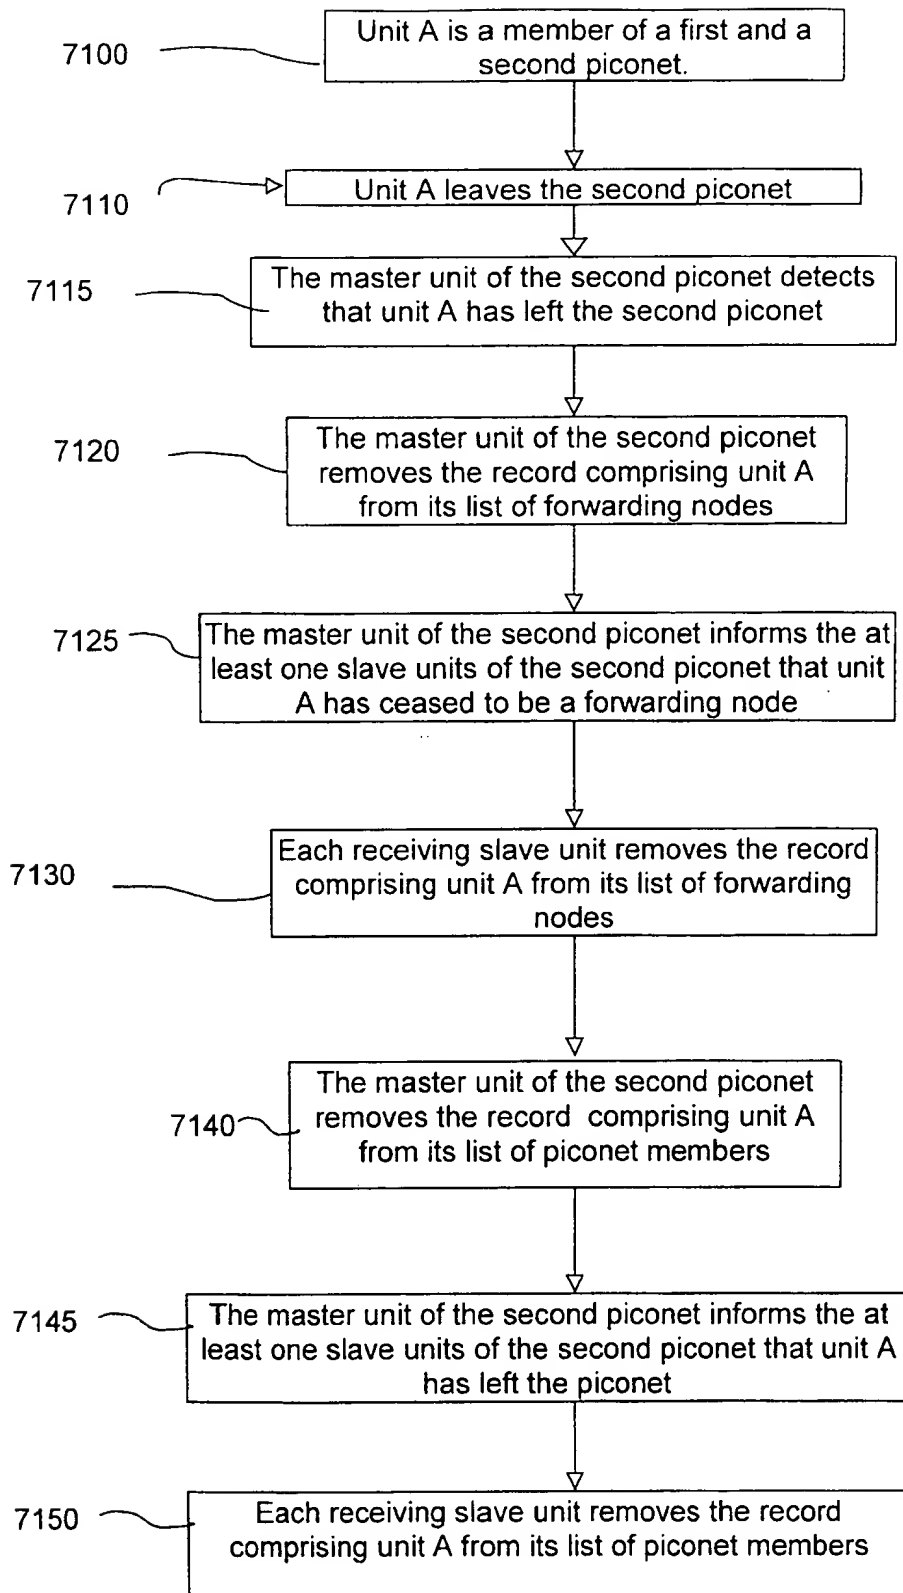 7100
Unit A is a member of a first and a
second piconet.
7110
Unit A leaves the second piconet
7115
The master unit of the second piconet detects
that unit A has left the second piconet
7120
The master unit of the second piconet
removes the record comprising unit A
from its list of forwarding nodes
7125
The master unit of the second piconet informs the at
least one slave units of the second piconet that unit
A has ceased to be a forwarding node
7130
Each receiving slave unit removes the record
comprising unit A from its list of forwarding
nodes
7140
The master unit of the second piconet
removes the record comprising unit A
from its list of piconet members
7145
The master unit of the second piconet informs the at
least one slave units of the second piconet that unit A
has left the piconet
7150
Each receiving slave unit removes the record
comprising unit A from its list of piconet members